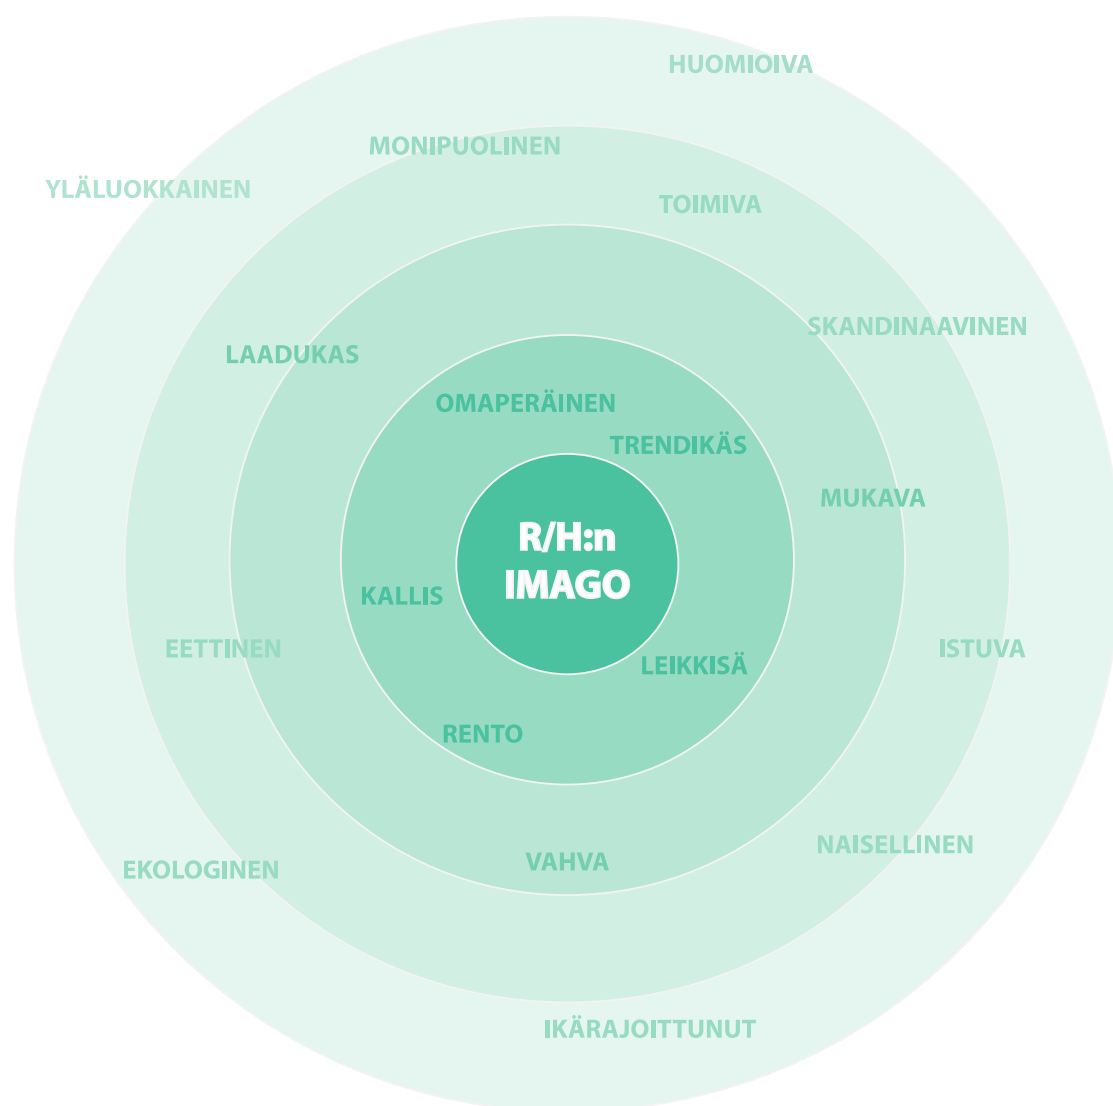 HUOMIOIVA
MONIPUOLINEN
YLÄLUOKKAINEN
TOIMIVA
SKANDINAAVINEN
LAADUKAS
OMAPERÄINEN
TRENDIKÄS
MUKAVA
R/H:n
IMAGO
KALLIS
EETTINEN
ISTUVA
LEIKKISÄ
RENTO
NAISELLINEN
VAHVA
EKOLOGINEN
IKÄRAJOITTUNUT